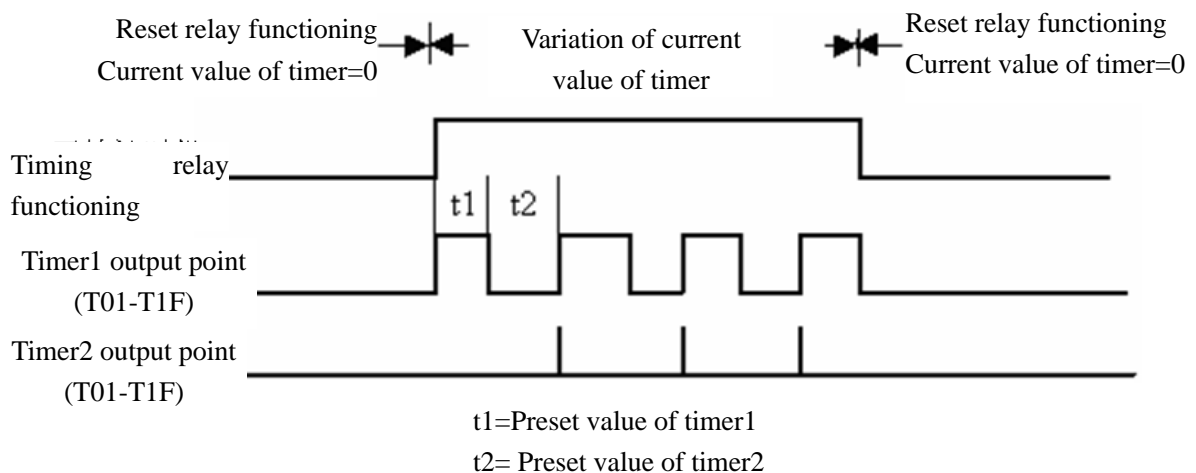 Reset relay functioning
Current value of timer=0
Variation of current
value of timer
Reset relay functioning
Current value of timer=0
Timing relay
functioning
t1 t2
Timer1 output point
(T01-T1F)
Timer2 output point
(T01-T1F)
t1=Preset value of timer1
t2= Preset value of timer2